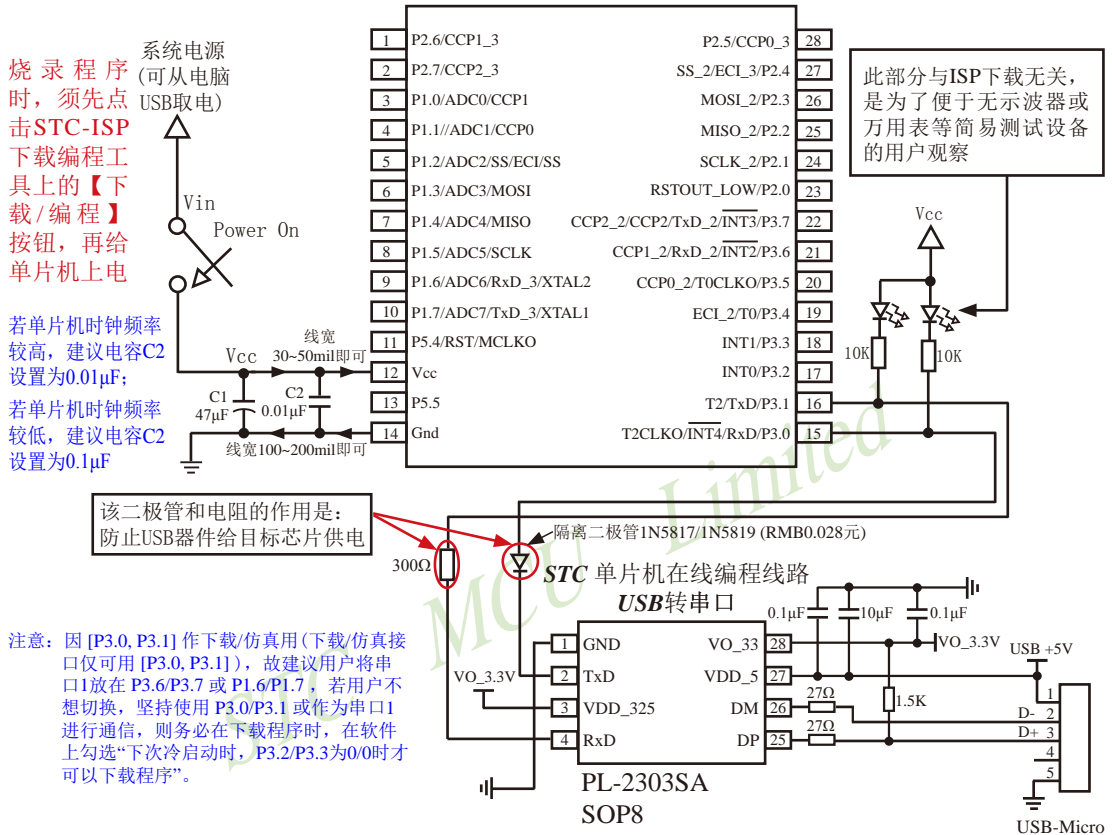 烧录程序
时，须先点
击STC-ISP
下载编程工
具上的【下
载/编程】
按钮，再给
单片机上电
系统电源
(可从电脑
USB取电)
Vin
Power On
若单片机时钟频率
较高，建议电容C2
设置为0.01μF；
若单片机时钟频率
较低，建议电容C2
设置为0.1μF
Vcc
线宽
30~50mil即可
C1
47μF
C2
0.01μF
线宽100~200mil即可
1 P2.6/CCP1_3
2 P2.7/CCP2_3
3 P1.0/ADC0/CCP1
4 P1.1//ADC1/CCP0
5 P1.2/ADC2/SS/ECI/SS
6 P1.3/ADC3/MOSI
7 P1.4/ADC4/MISO
8 P1.5/ADC5/SCLK
9 P1.6/ADC6/RxD_3/XTAL2
10 P1.7/ADC7/TxD_3/XTAL1
11 P5.4/RST/MCLKO
12 Vcc
13 P5.5
14 Gnd
P2.5/CCP0_3 28
SS_2/ECI_3/P2.4 27
MOSI_2/P2.3 26
MISO_2/P2.2 25
SCLK_2/P2.1 24
RSTOUT_LOW/P2.0 23
CCP2_2/CCP2/TxD_2/INT3/P3.7 22
CCP1_2/RxD_2/INT2/P3.6 21
CCP0_2/T0CLKO/P3.5 20
ECI_2/T0/P3.4 19
INT1/P3.3 18
INT0/P3.2 17
T2/TxD/P3.1 16
T2CLKO/INT4/RxD/P3.0 15
此部分与ISP下载无关，
是为了便于无示波器或
万用表等简易测试设备
的用户观察
Vcc
10K
10K
该二极管和电阻的作用是：
防止USB器件给目标芯片供电
300Ω
隔离二极管1N5817/1N5819 (RMB0.028元)
STC 单片机在线编程线路
USB转串口
注意：因 [P3.0, P3.1] 作下载/仿真用(下载/仿真接
口仅可用 [P3.0, P3.1] )，故建议用户将串
口1放在 P3.6/P3.7 或 P1.6/P1.7 ，若用户不
想切换，坚持使用 P3.0/P3.1 或作为串口1
进行通信，则务必在下载程序时，在软件
上勾选“下次冷启动时，P3.2/P3.3为0/0时才
可以下载程序”。
VO_3.3V
1 GND
2 TxD
3 VDD_325
4 RxD
VO_33 28
VDD_5 27
DM 26
DP 25
PL-2303SA
SOP8
0.1μF
10μF
0.1μF
VO_3.3V
1.5K
27Ω
27Ω
USB +5V
1
D- 2
D+ 3
4
5
USB-Micro
STC MCU Limited